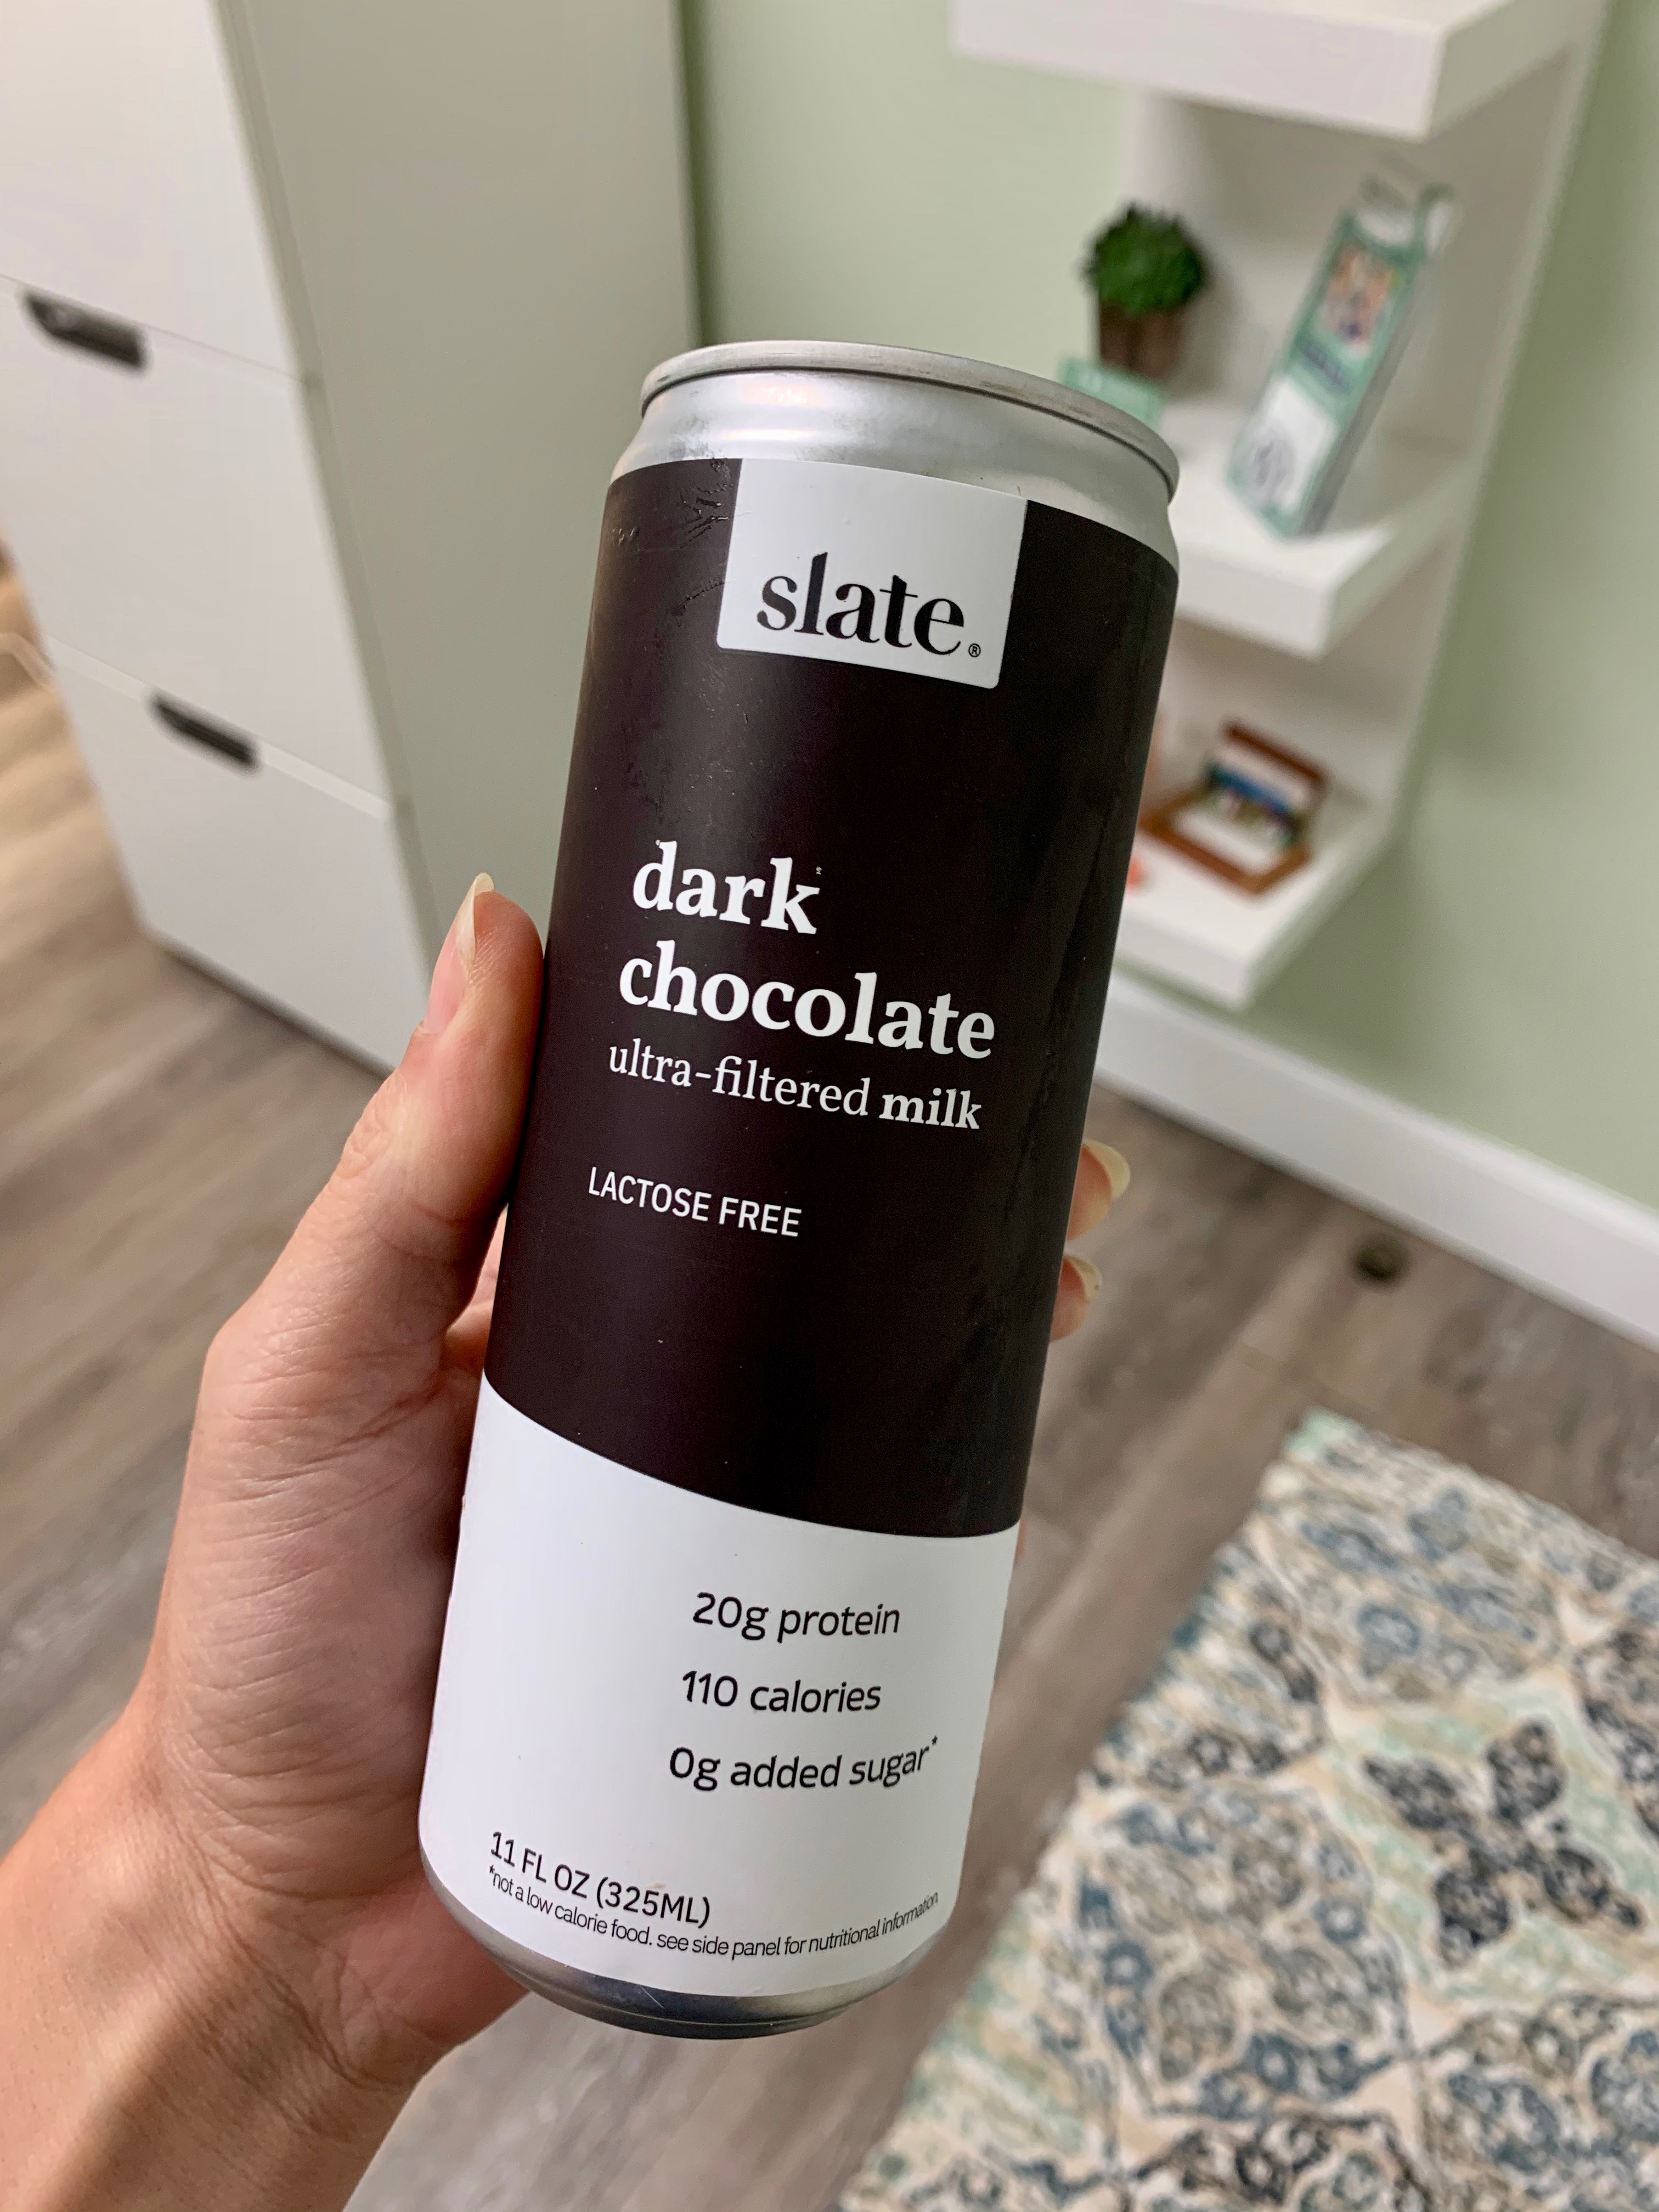 slate®
dark
chocolate
ultra-filtered milk
LACTOSE FREE
20g protein
110 calories
0g added sugar*
11 FL OZ (325ML)
*not a low calorie food. see side panel for nutritional information.